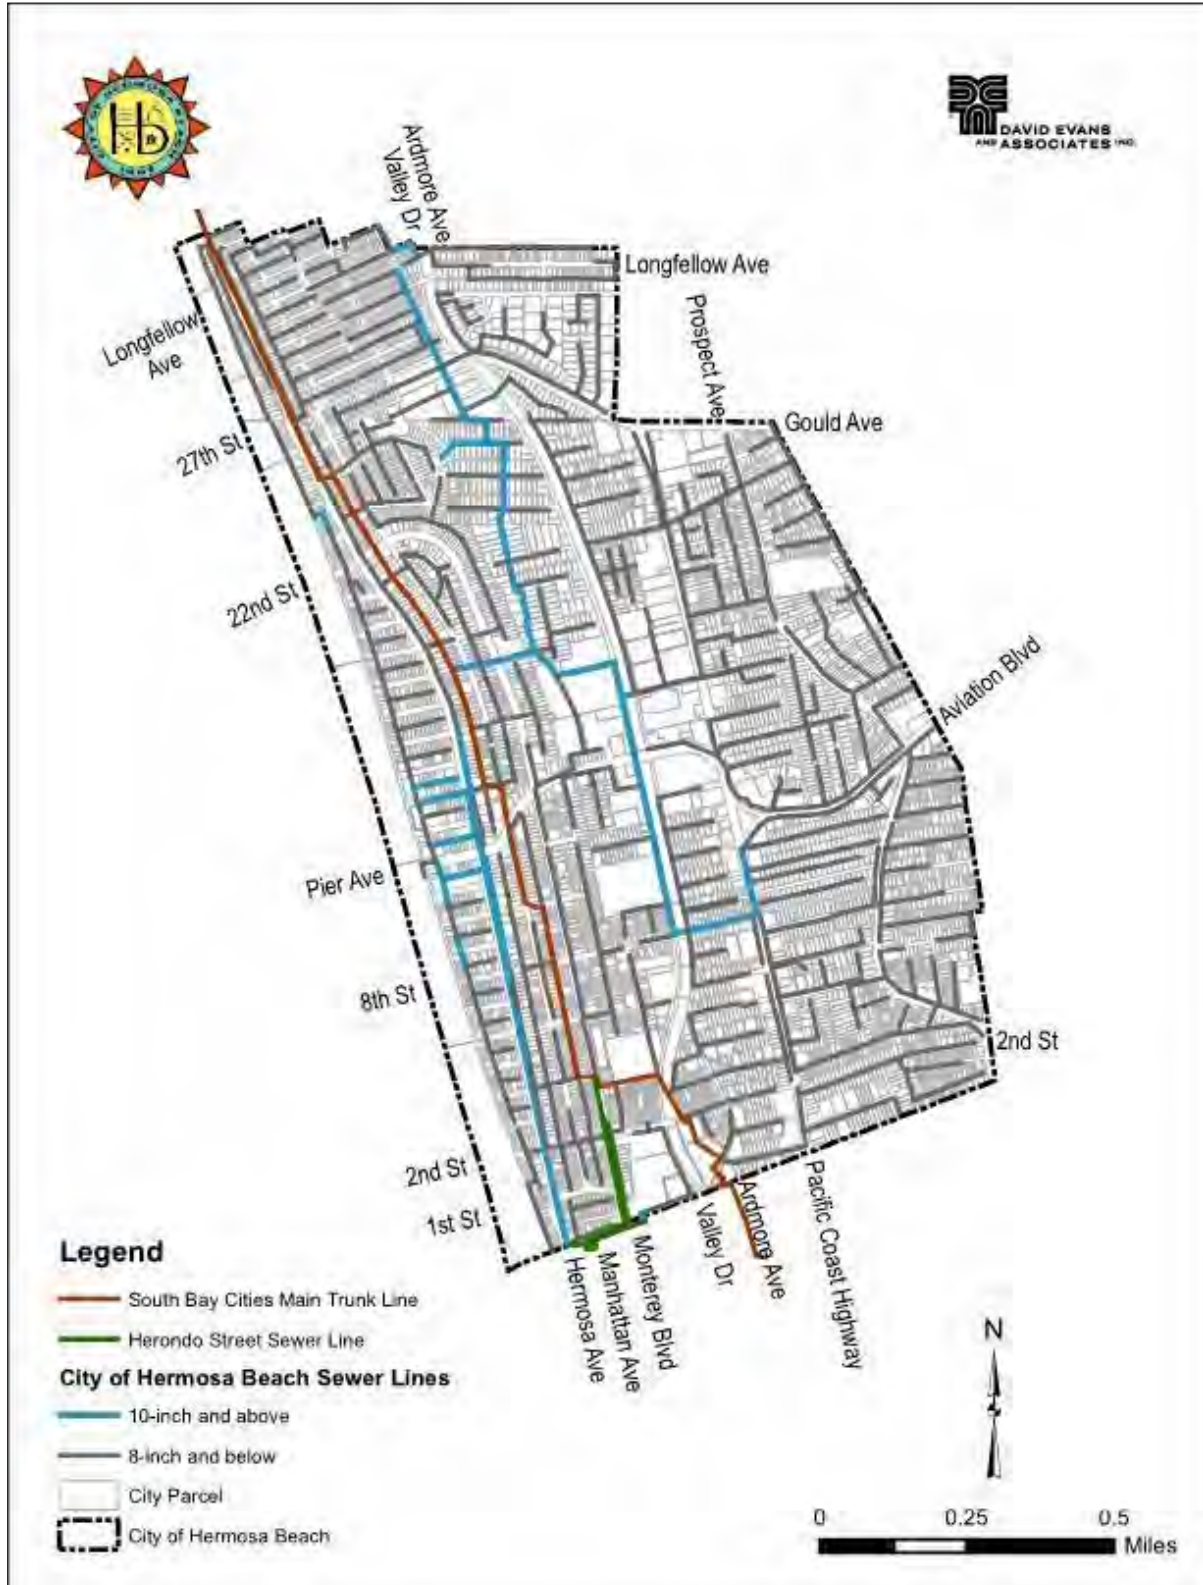 Hb
DAVID EVANS
AND ASSOCIATES INC.
Ardmore Ave
Valley Dr
Longfellow Ave
Prospect Ave
Longfellow
Ave
Gould Ave
27th St
22nd St
Aviation Blvd
Pier Ave
8th St
2nd St
2nd St
1st St
Hermosa Ave
Manhattan Ave
Monterey Blvd
Valley Dr
Ardmore Ave
Pacific Coast Highway
Legend
South Bay Cities Main Trunk Line
Herondo Street Sewer Line
City of Hermosa Beach Sewer Lines
10-inch and above
8-inch and below
City Parcel
City of Hermosa Beach
N
0 0.25 0.5
Miles